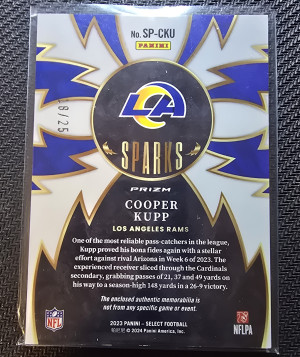 No. SP-CKU
PANINI
18/25
SPARKS
PRIZM
COOPER
KUPP
LOS ANGELES RAMS
One of the most reliable pass-catchers in the league,
Kupp proved his bona fides again with a stellar
effort against rival Arizona in Week 6 of 2023. The
experienced receiver sliced through the Cardinals
secondary, grabbing passes of 21, 37 and 49 yards on
his way to a season-high 148 yards in a 26-9 victory.
The enclosed authentic memorabilia is
not from any specific game or event.
2023 PANINI - SELECT FOOTBALL
© 2024 Panini America, Inc.
NFL
NFLPA